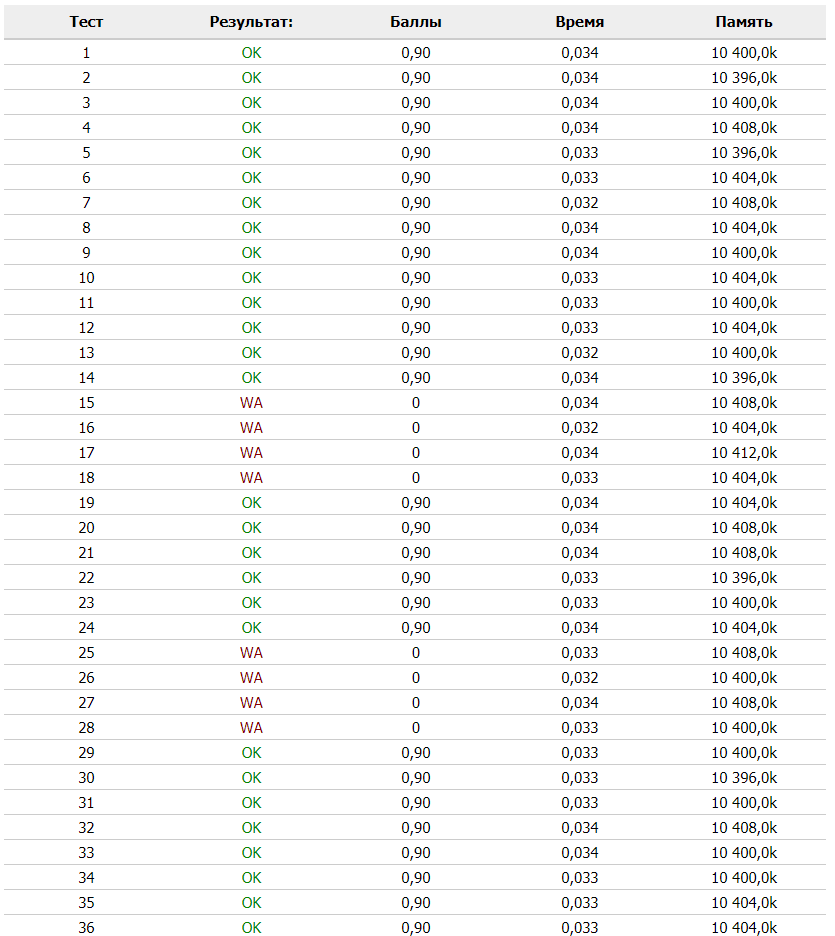 Тест Результат: Баллы Время Память
1 OK 0,90 0,034 10 400,0k
2 OK 0,90 0,034 10 396,0k
3 OK 0,90 0,034 10 400,0k
4 OK 0,90 0,034 10 408,0k
5 OK 0,90 0,033 10 396,0k
6 OK 0,90 0,033 10 404,0k
7 OK 0,90 0,032 10 408,0k
8 OK 0,90 0,034 10 404,0k
9 OK 0,90 0,034 10 400,0k
10 OK 0,90 0,033 10 404,0k
11 OK 0,90 0,033 10 400,0k
12 OK 0,90 0,033 10 404,0k
13 OK 0,90 0,032 10 400,0k
14 OK 0,90 0,034 10 396,0k
15 WA 0 0,034 10 408,0k
16 WA 0 0,032 10 404,0k
17 WA 0 0,034 10 412,0k
18 WA 0 0,033 10 404,0k
19 OK 0,90 0,034 10 404,0k
20 OK 0,90 0,034 10 408,0k
21 OK 0,90 0,034 10 408,0k
22 OK 0,90 0,033 10 396,0k
23 OK 0,90 0,033 10 400,0k
24 OK 0,90 0,034 10 404,0k
25 WA 0 0,033 10 408,0k
26 WA 0 0,032 10 400,0k
27 WA 0 0,034 10 408,0k
28 WA 0 0,033 10 400,0k
29 OK 0,90 0,033 10 400,0k
30 OK 0,90 0,033 10 396,0k
31 OK 0,90 0,033 10 400,0k
32 OK 0,90 0,034 10 408,0k
33 OK 0,90 0,034 10 400,0k
34 OK 0,90 0,033 10 400,0k
35 OK 0,90 0,033 10 404,0k
36 OK 0,90 0,033 10 404,0k